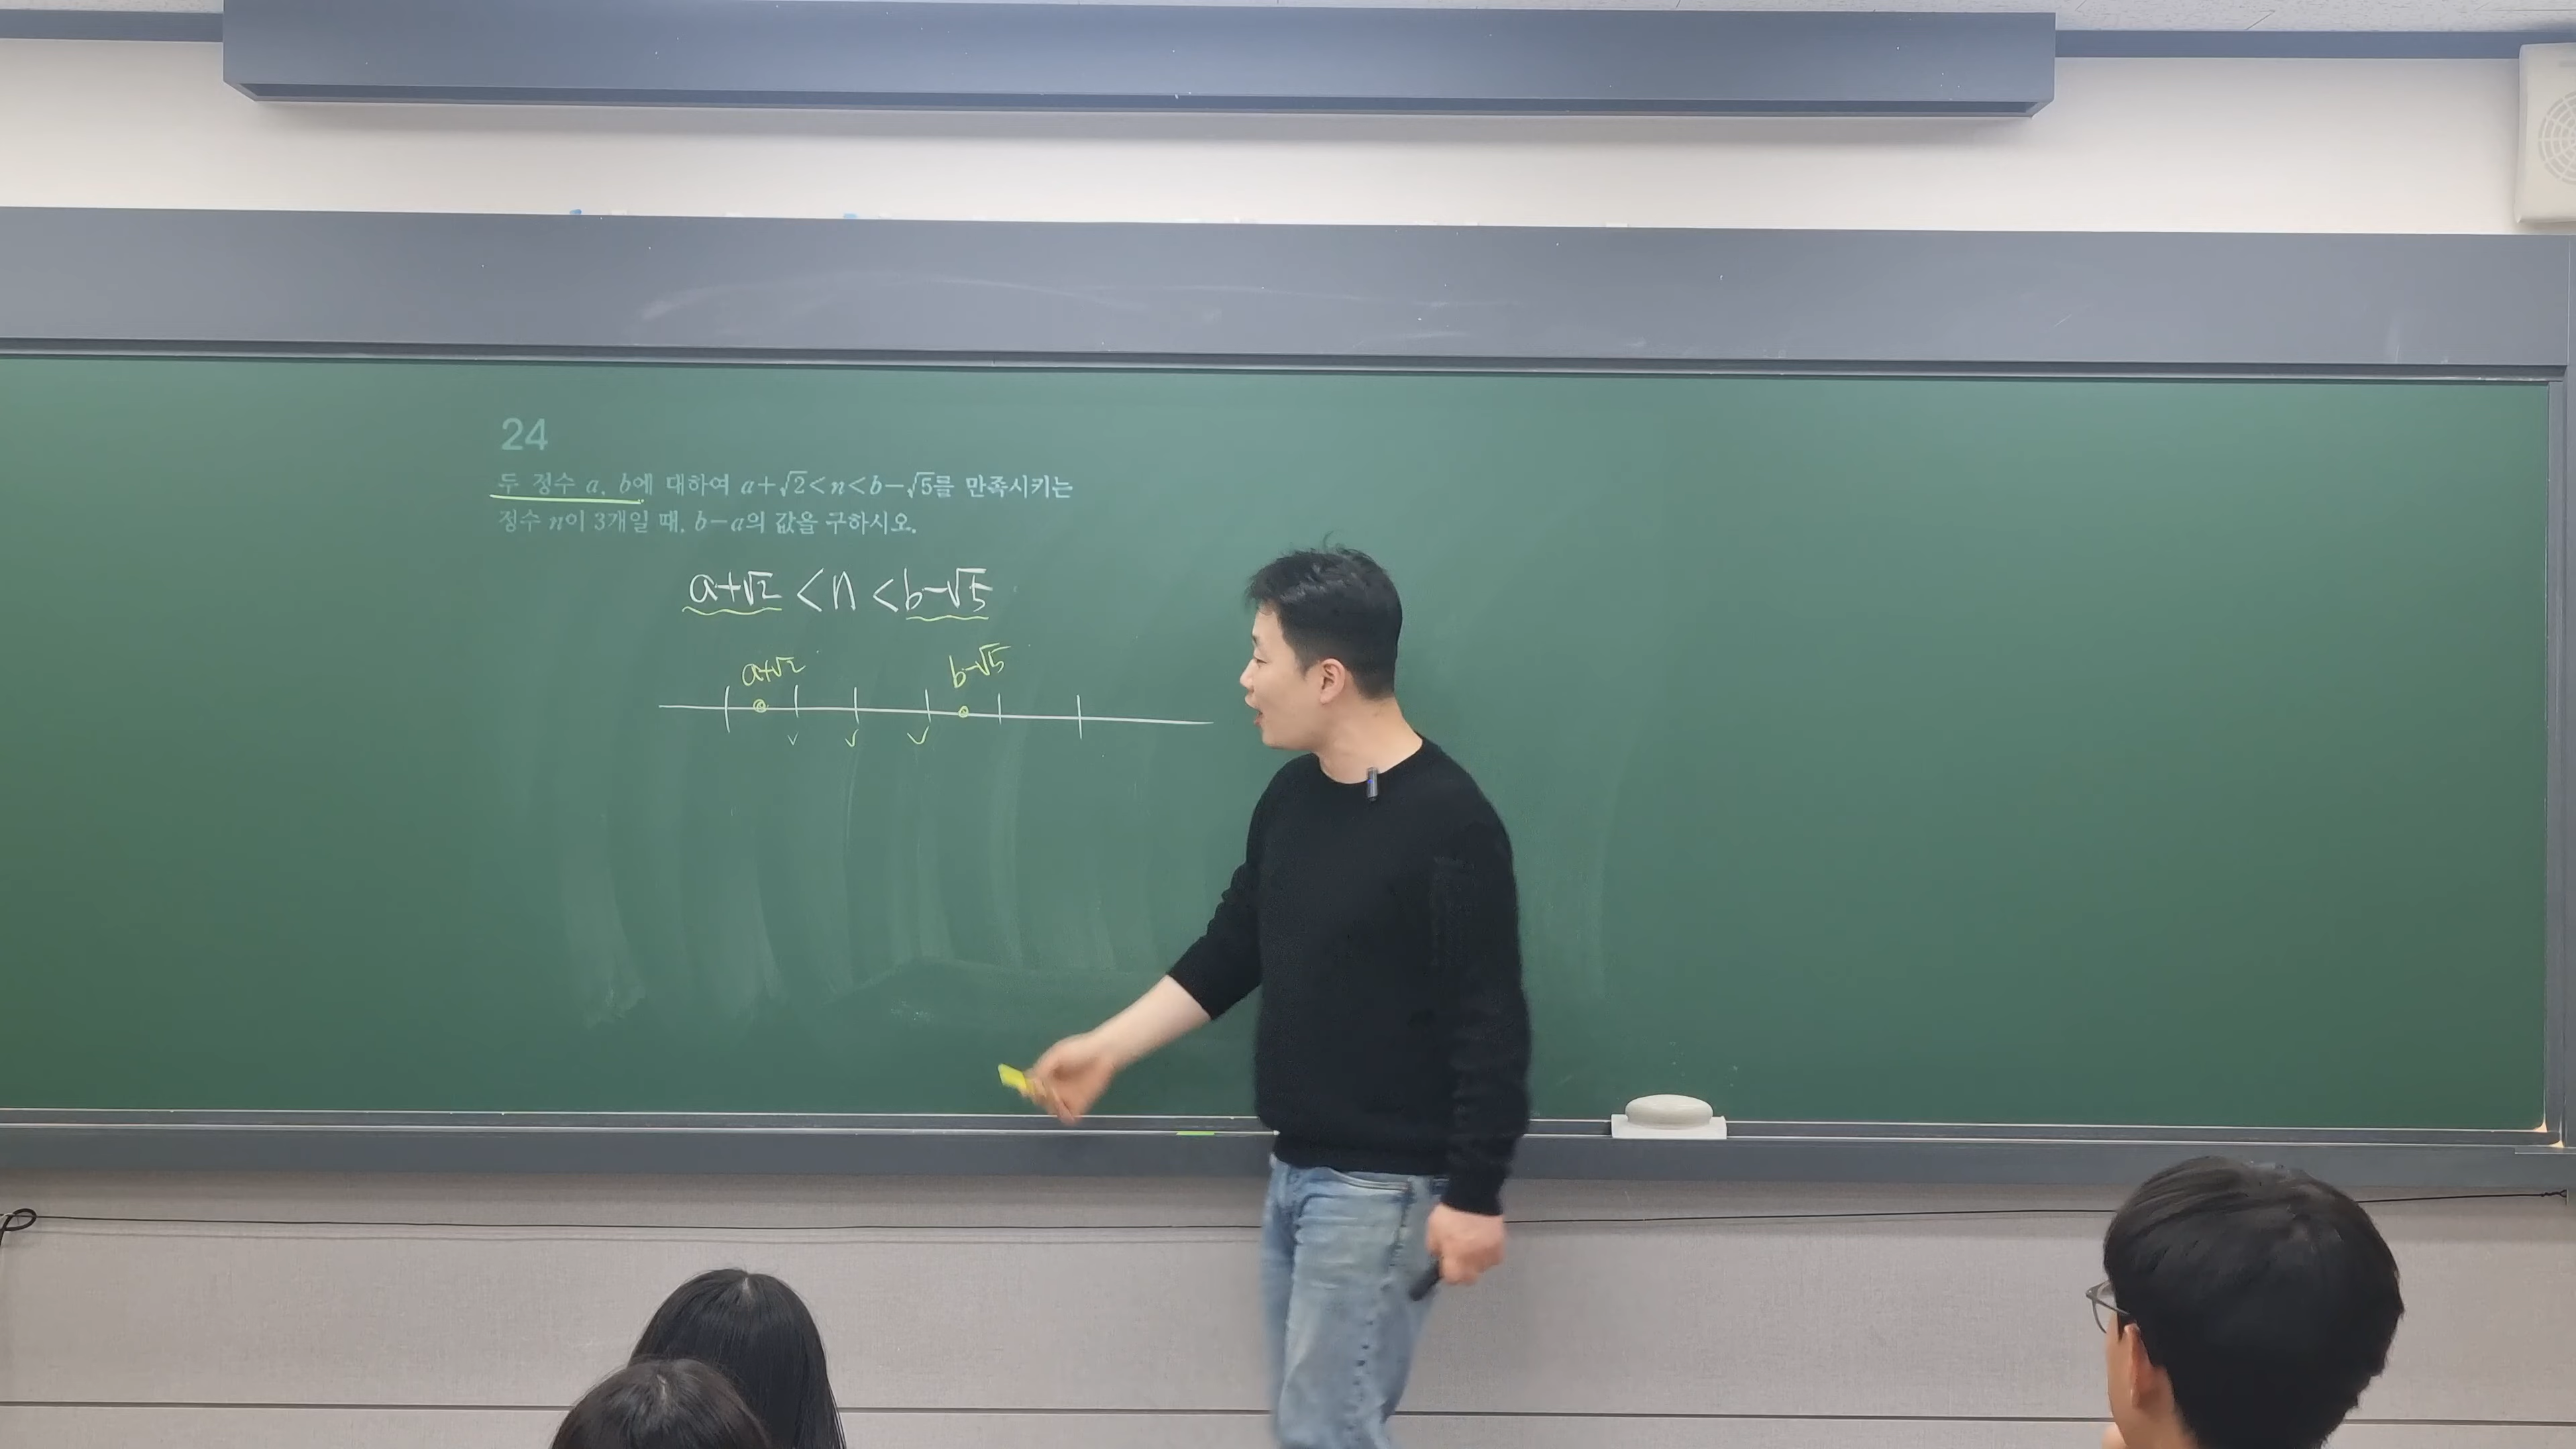 24
두 정수 a, b에 대하여 a+√2<n<b−√5를 만족시키는
정수 n이 3개일 때, b−a의 값을 구하시오.
a+√2 < n < b−√5
a+√2 b−√5